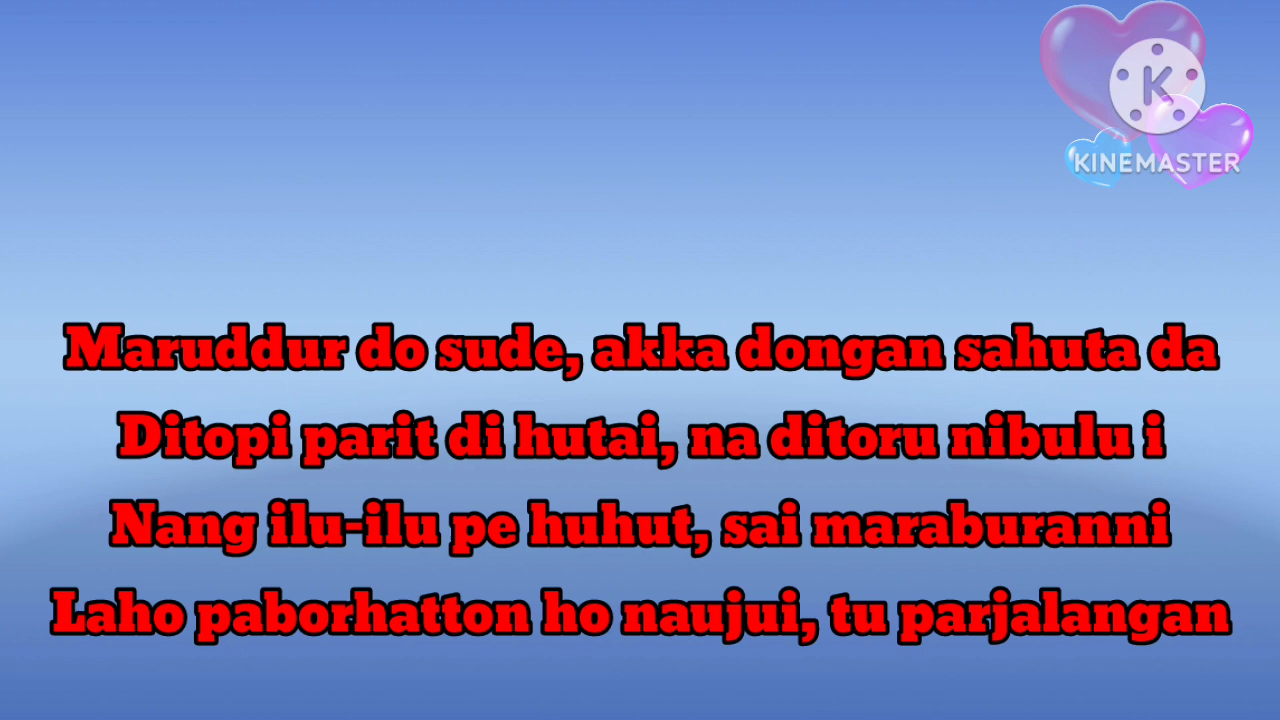 KINEMASTER
Maruddur do sude, akka dongan sahuta da
Ditopi parit di hutai, na ditoru nibulu i
Nang ilu-ilu pe huhut, sai maraburanni
Laho paborhatton ho naujui, tu parjalangan